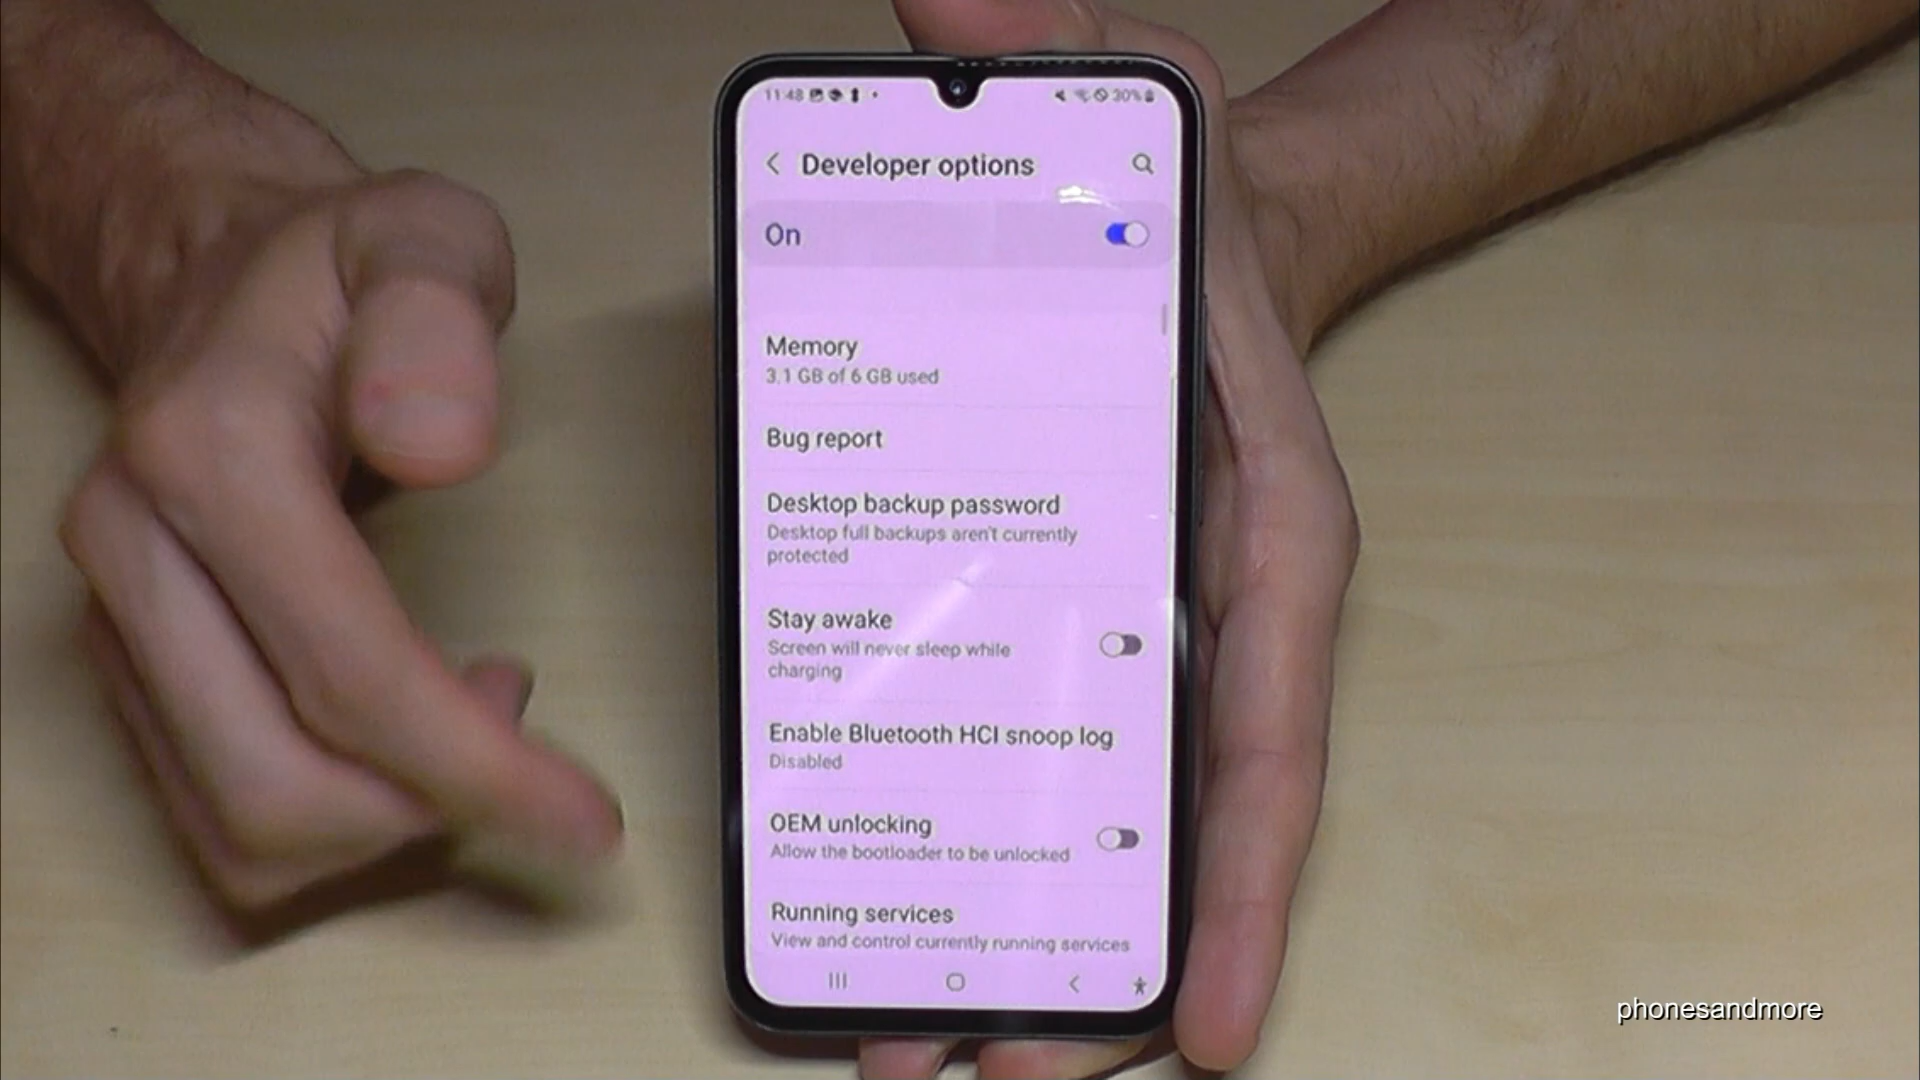 11:48
30%
Developer options
On
Memory
3.1 GB of 6 GB used
Bug report
Desktop backup password
Desktop full backups aren't currently
protected
Stay awake
Screen will never sleep while
charging
Enable Bluetooth HCI snoop log
Disabled
OEM unlocking
Allow the bootloader to be unlocked
Running services
View and control currently running services
phonesandmore